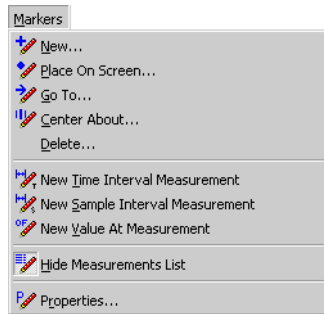 Markers
New...
Place On Screen...
Go To...
Center About...
Delete...
New Time Interval Measurement
New Sample Interval Measurement
New Value At Measurement
Hide Measurements List
Properties...